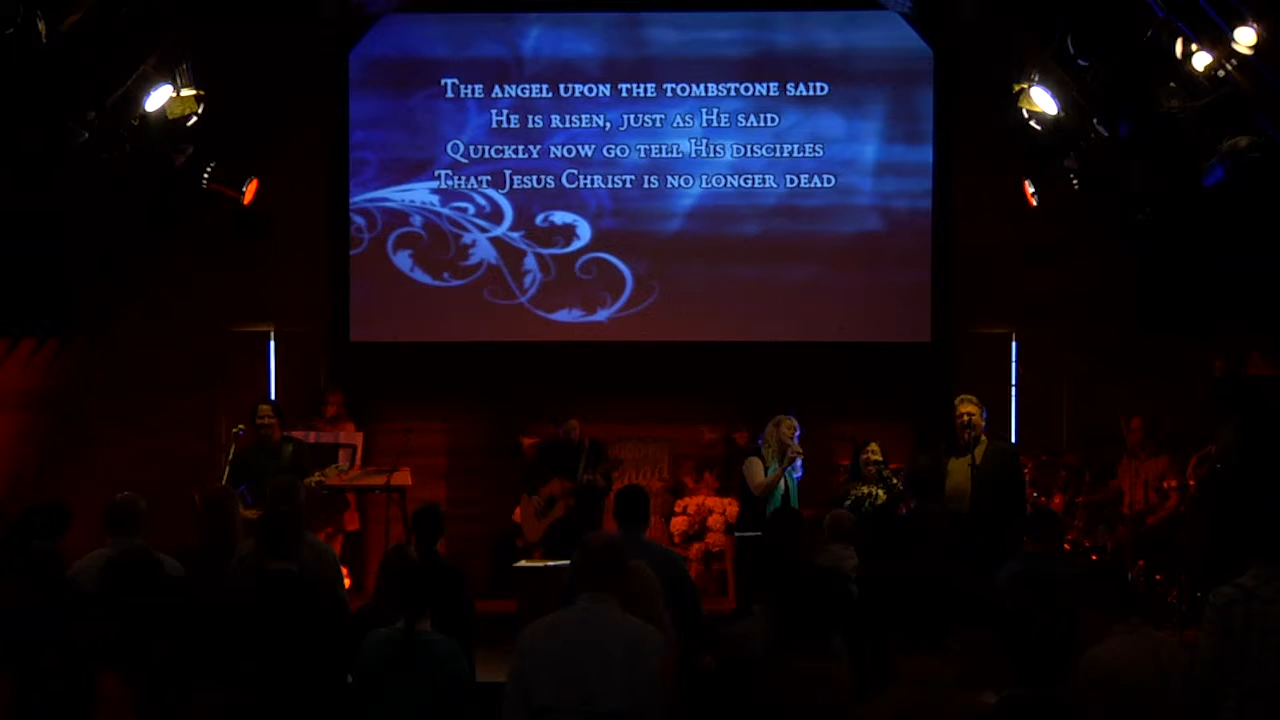 The angel upon the tombstone said
He is risen, just as He said
Quickly now go tell His disciples
That Jesus Christ is no longer dead